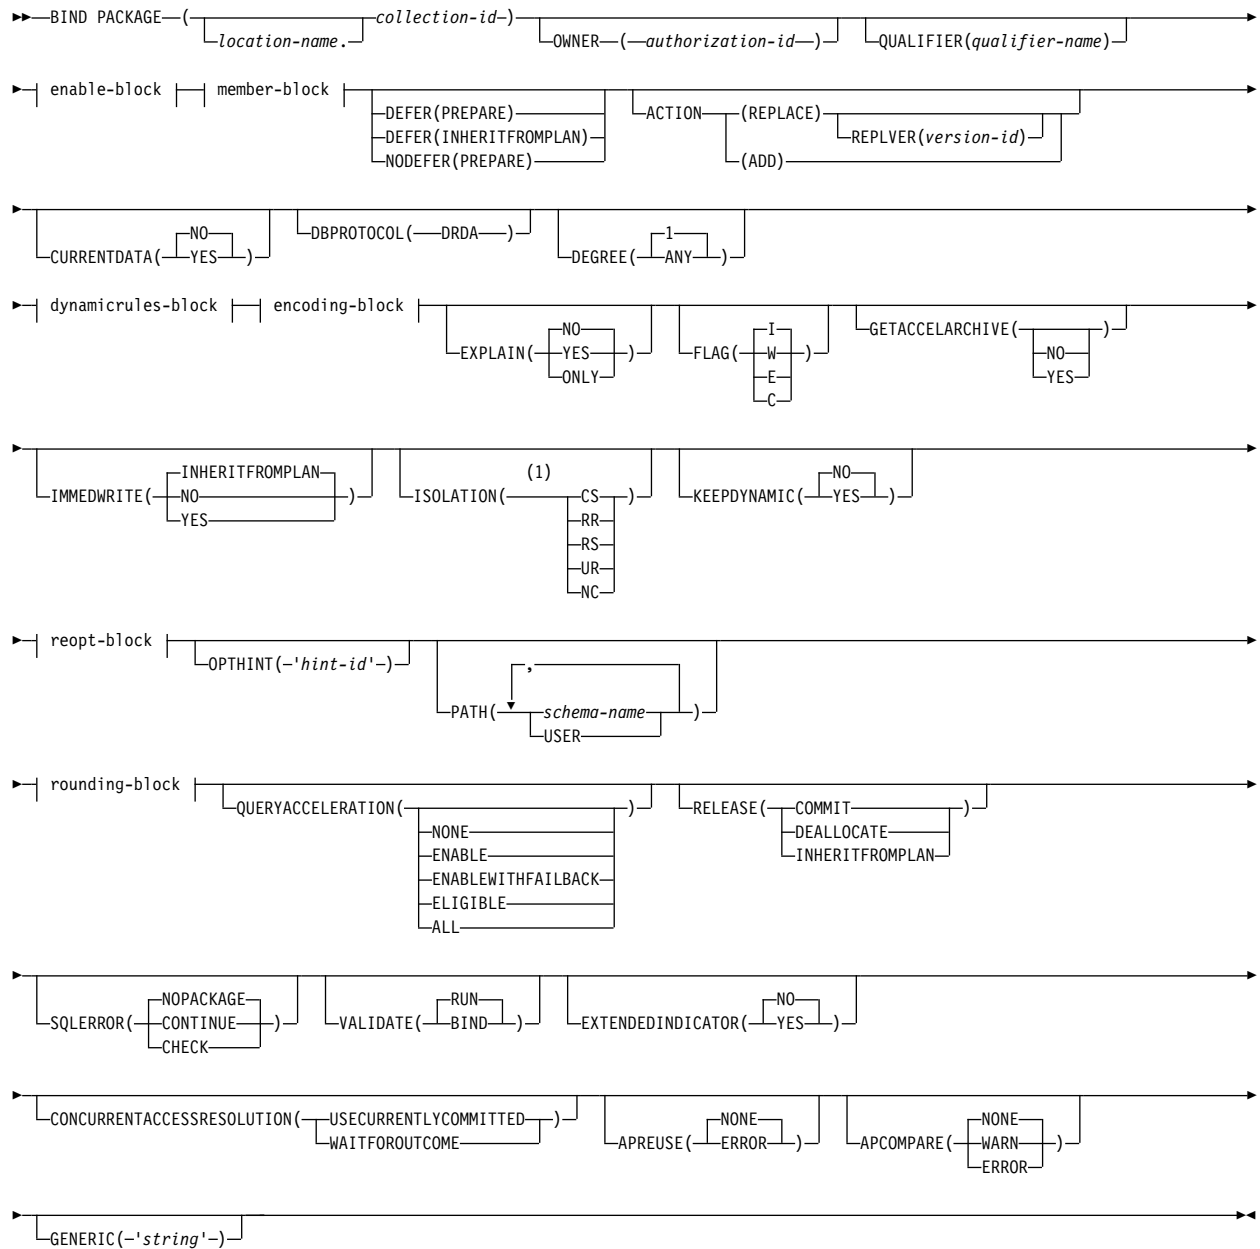 BIND PACKAGE ( collection-id )
location-name. OWNER ( authorization-id ) QUALIFIER(qualifier-name)
enable-block member-block
DEFER(PREPARE) ACTION (REPLACE)
DEFER(INHERITFROMPLAN) REPLVER(version-id)
NODEFER(PREPARE) (ADD)
NO 1
CURRENTDATA( YES ) DBPROTOCOL( DRDA ) DEGREE( ANY )
dynamicrules-block encoding-block
NO I GETACCELARCHIVE( )
EXPLAIN( YES ) FLAG( W ) NO
ONLY E YES
C
INHERITFROMPLAN (1) NO
IMMEDWRITE( NO ) ISOLATION( CS ) KEEPDYNAMIC( YES )
YES RR
RS
UR
NC
reopt-block
OPTHINT( 'hint-id' ) ,
PATH( schema-name )
USER
rounding-block
QUERYACCELERATION( ) RELEASE( COMMIT )
NONE DEALLOCATE
ENABLE INHERITFROMPLAN
ENABLEWITHFAILBACK
ELIGIBLE
ALL
NOPACKAGE RUN NO
SQLERROR( CONTINUE ) VALIDATE( BIND ) EXTENDEDINDICATOR( YES )
CHECK
NONE NONE
CONCURRENTACCESSRESOLUTION( USECURRENTLYCOMMITTED ) APREUSE( ERROR ) APCOMPARE( WARN )
WAITFOROUTCOME ERROR
GENERIC( 'string' )